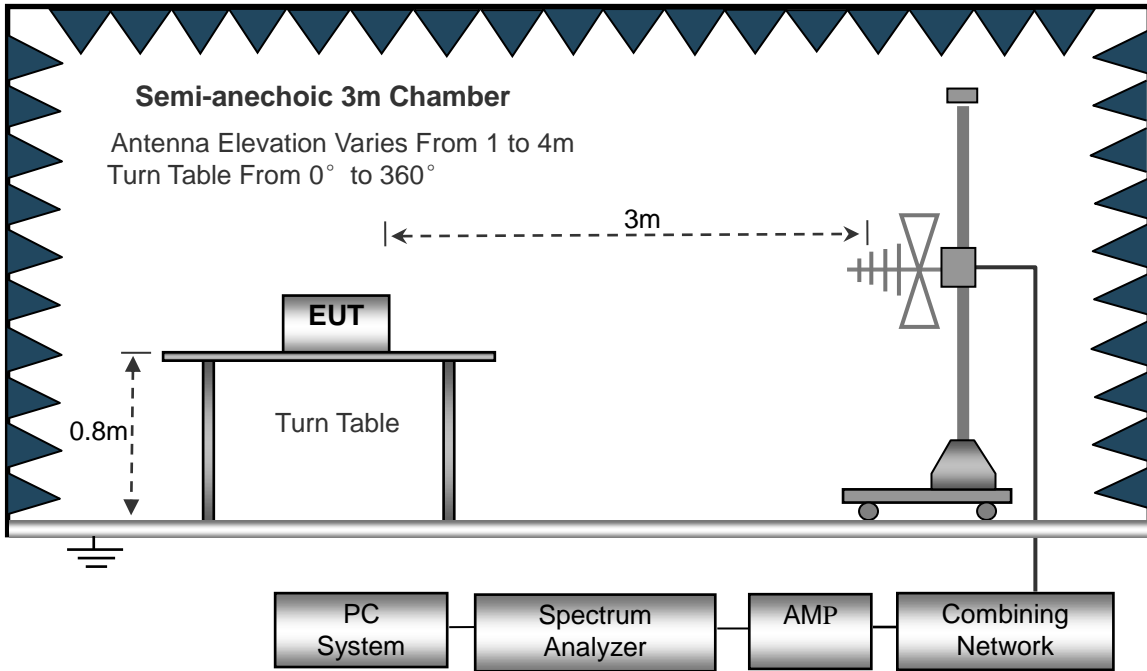 Semi-anechoic 3m Chamber
Antenna Elevation Varies From 1 to 4m
Turn Table From 0° to 360°
3m
EUT
0.8m
Turn Table
PC
System
Spectrum
Analyzer
AMP
Combining
Network